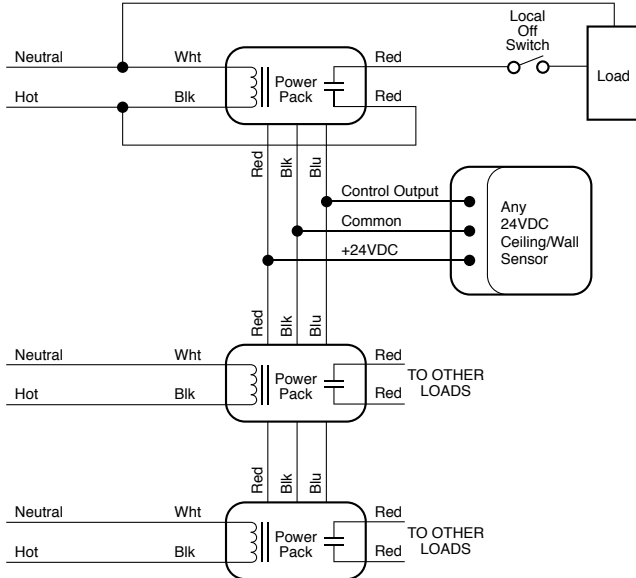 Local
Off
Switch
Neutral Wht Red
Power
Pack
Load
Hot Blk Red
Red Blk Blu
Control Output
Common
+24VDC
Any
24VDC
Ceiling/Wall
Sensor
Red Blk Blu
Neutral Wht Red
Power
Pack
TO OTHER
LOADS
Hot Blk Red
Red Blk Blu
Neutral Wht Red
Power
Pack
TO OTHER
LOADS
Hot Blk Red